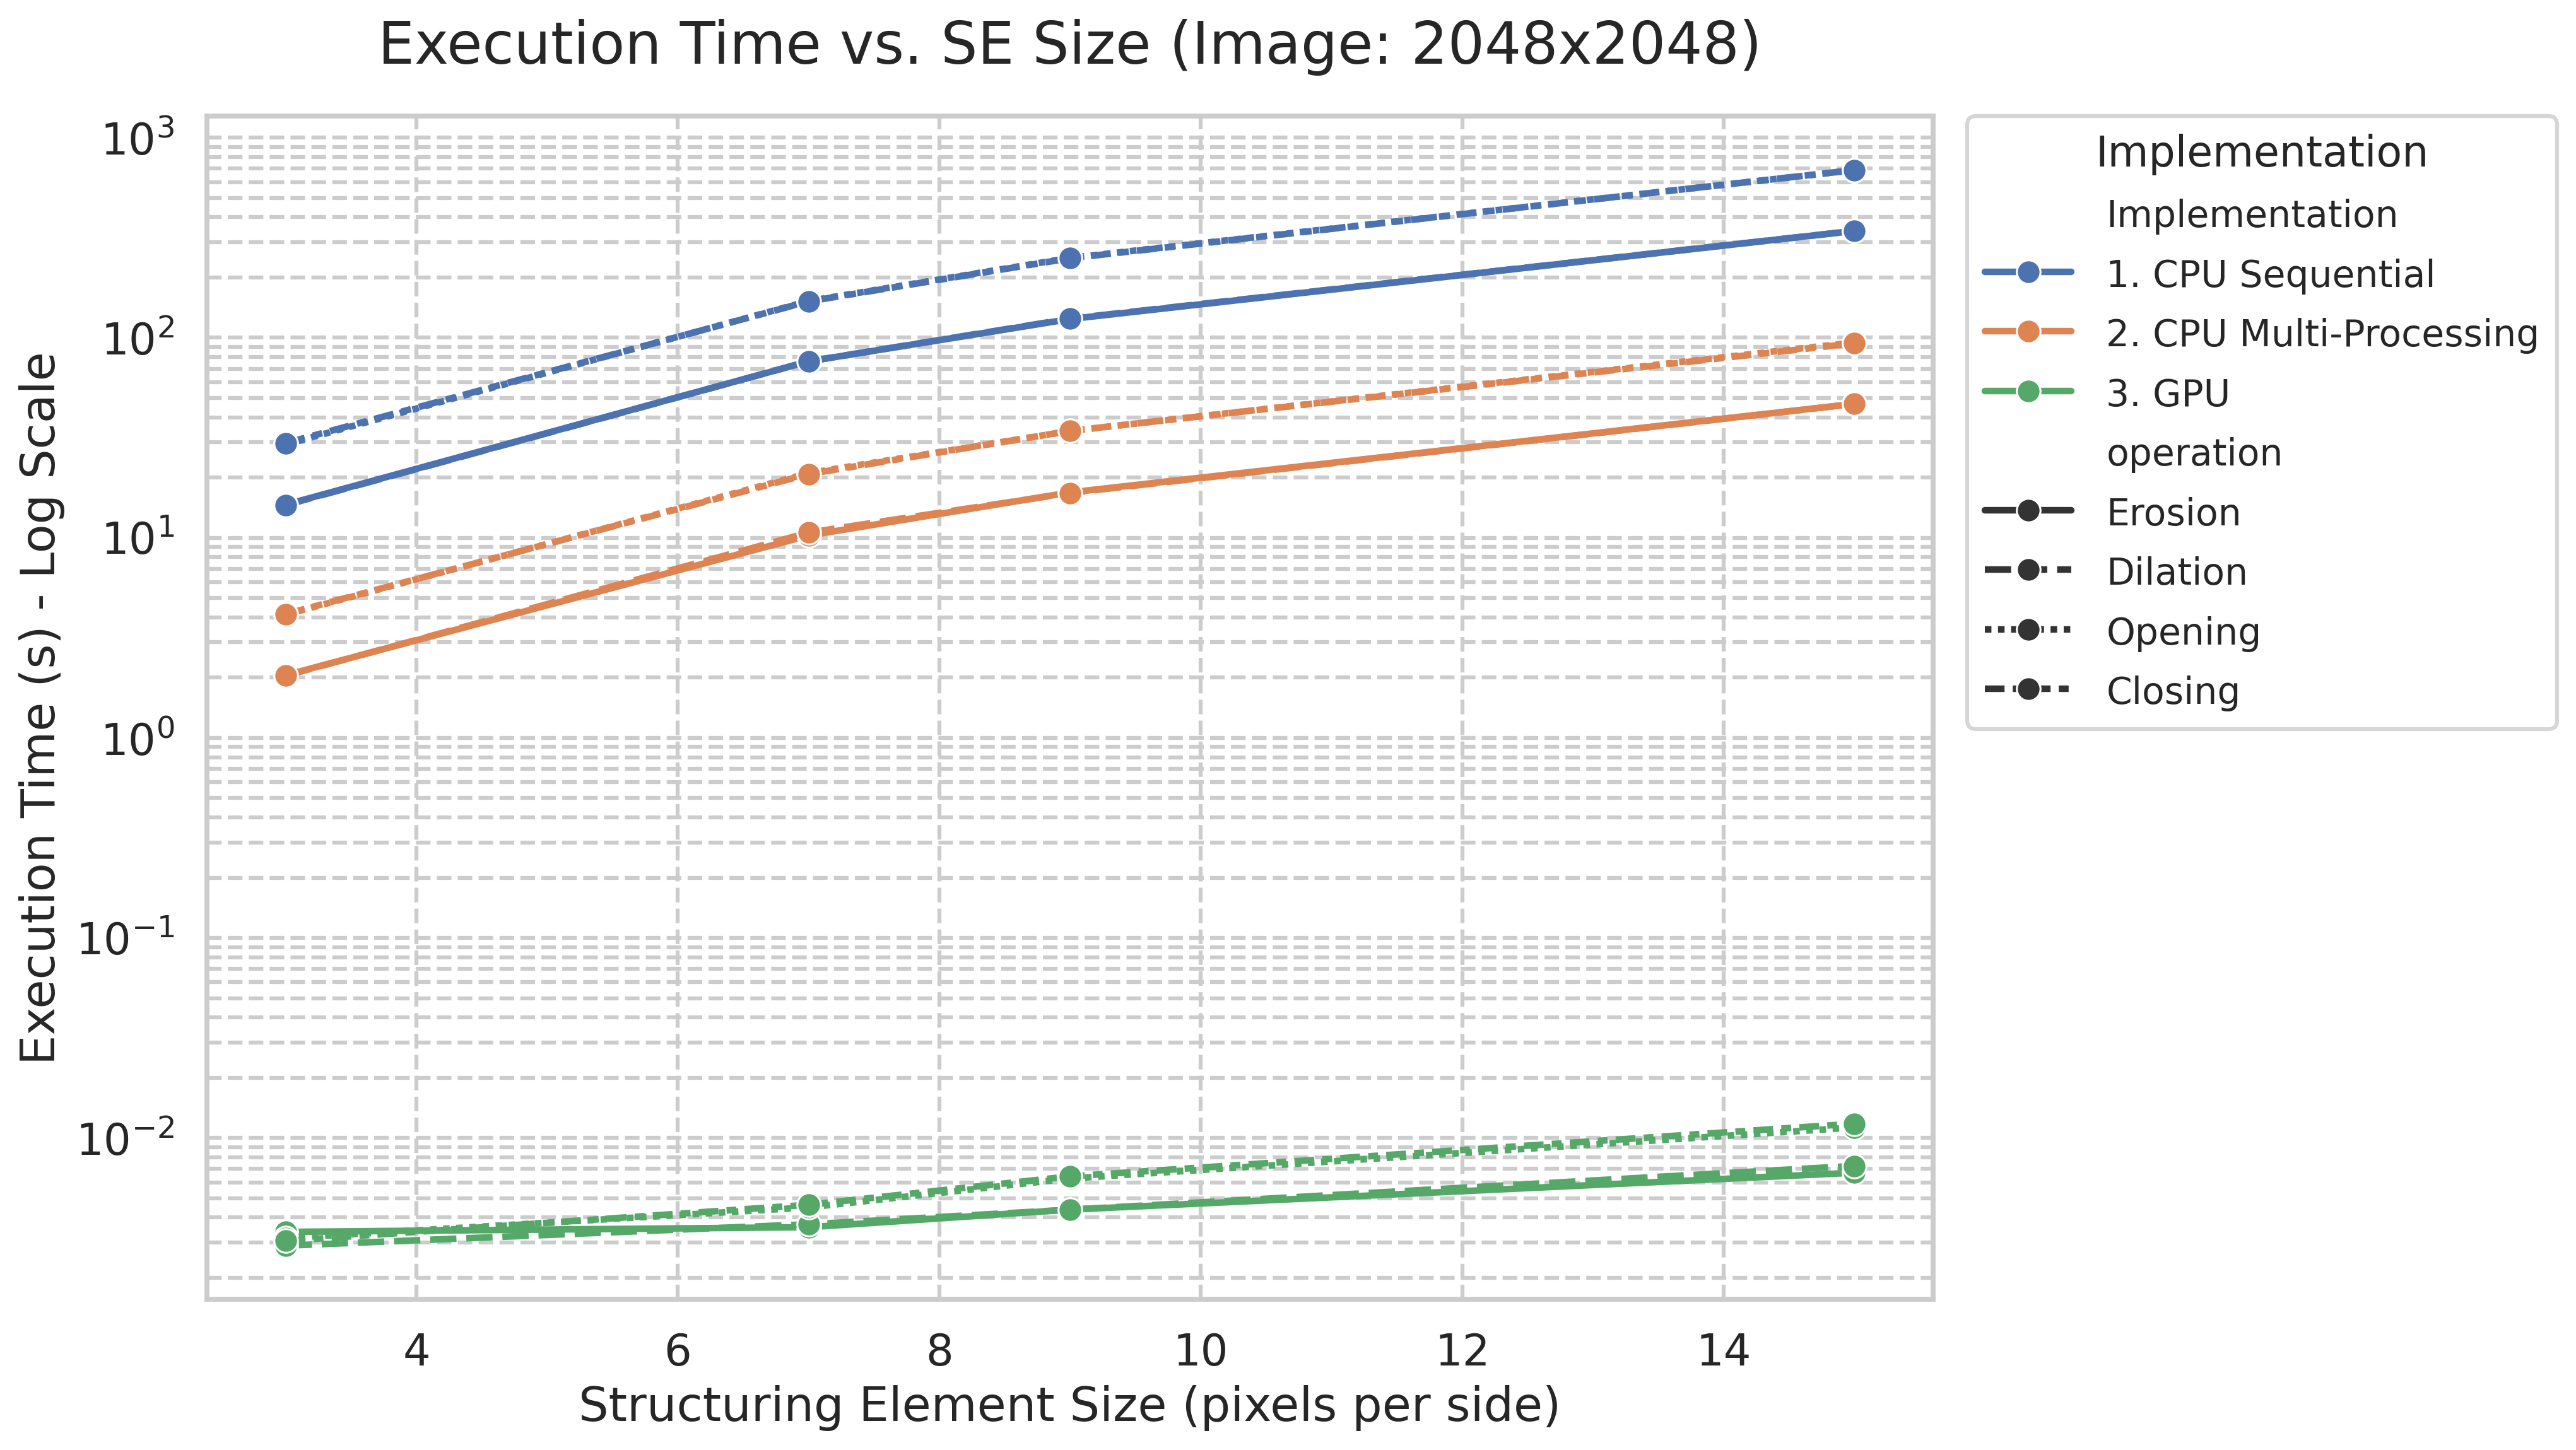 Execution Time vs. SE Size (Image: 2048x2048)
Execution Time (s) - Log Scale
10³
10²
10¹
10⁰
10⁻¹
10⁻²
4 6 8 10 12 14
Structuring Element Size (pixels per side)
Implementation
Implementation
1. CPU Sequential
2. CPU Multi-Processing
3. GPU
operation
Erosion
Dilation
Opening
Closing